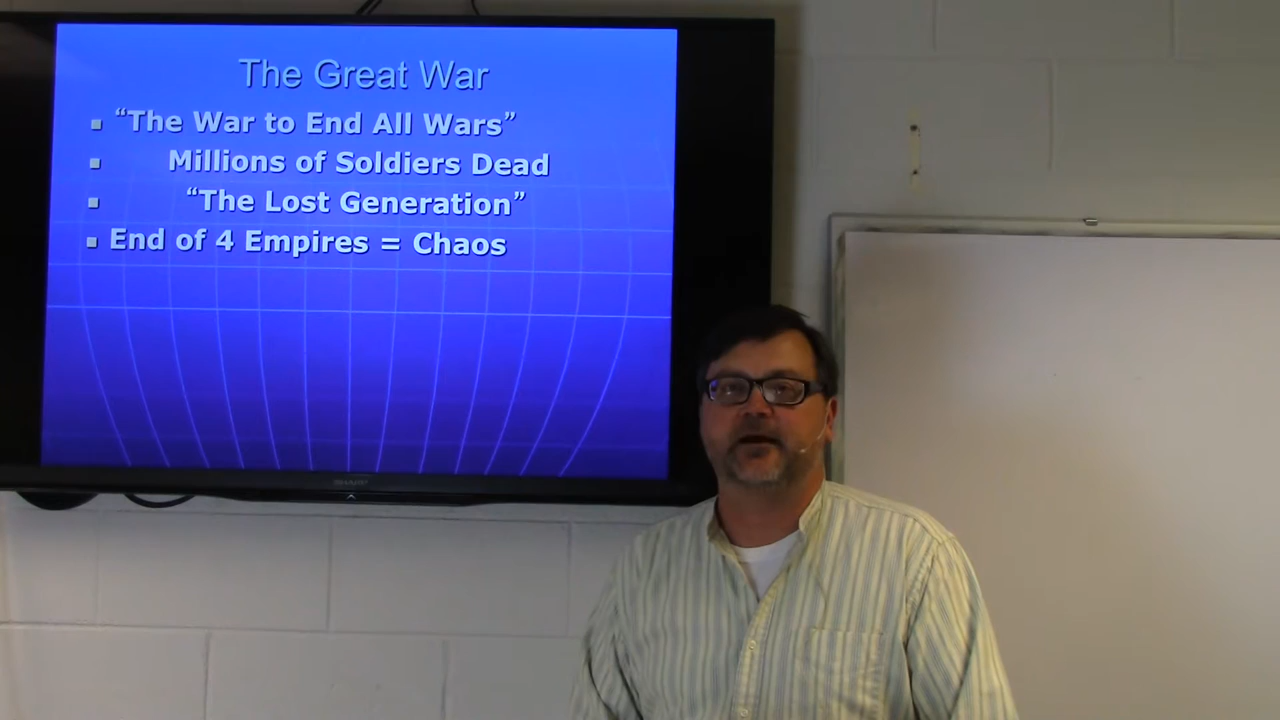 The Great War
“The War to End All Wars”
Millions of Soldiers Dead
“The Lost Generation”
End of 4 Empires = Chaos
SHARP